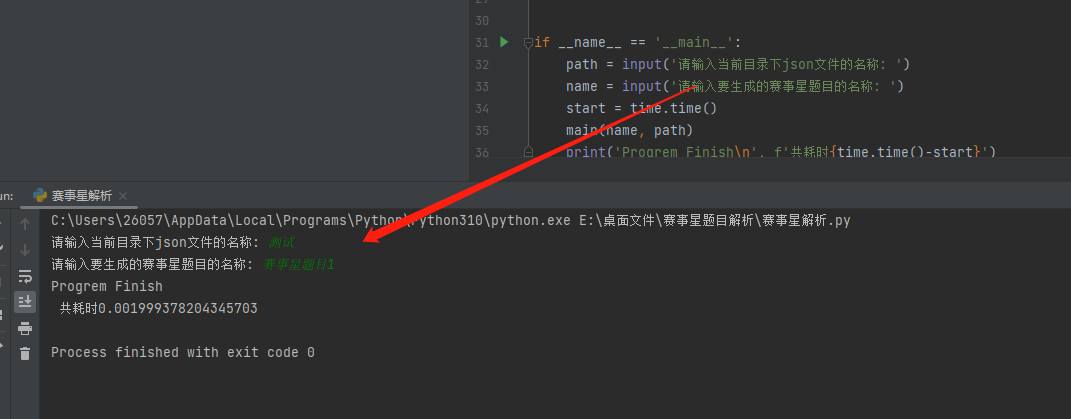 29
30
31 if __name__ == '__main__':
32 path = input('请输入当前目录下json文件的名称: ')
33 name = input('请输入要生成的赛事星题目的名称: ')
34 start = time.time()
35 main(name, path)
36 print('Progrem Finish\n', f'共耗时{time.time()-start}')
un: 赛事星解析 ×
C:\Users\26057\AppData\Local\Programs\Python\Python310\python.exe E:\桌面文件\赛事星题目解析\赛事星解析.py
请输入当前目录下json文件的名称: 测试
请输入要生成的赛事星题目的名称: 赛事星题目1
Progrem Finish
共耗时0.001999378204345703
Process finished with exit code 0